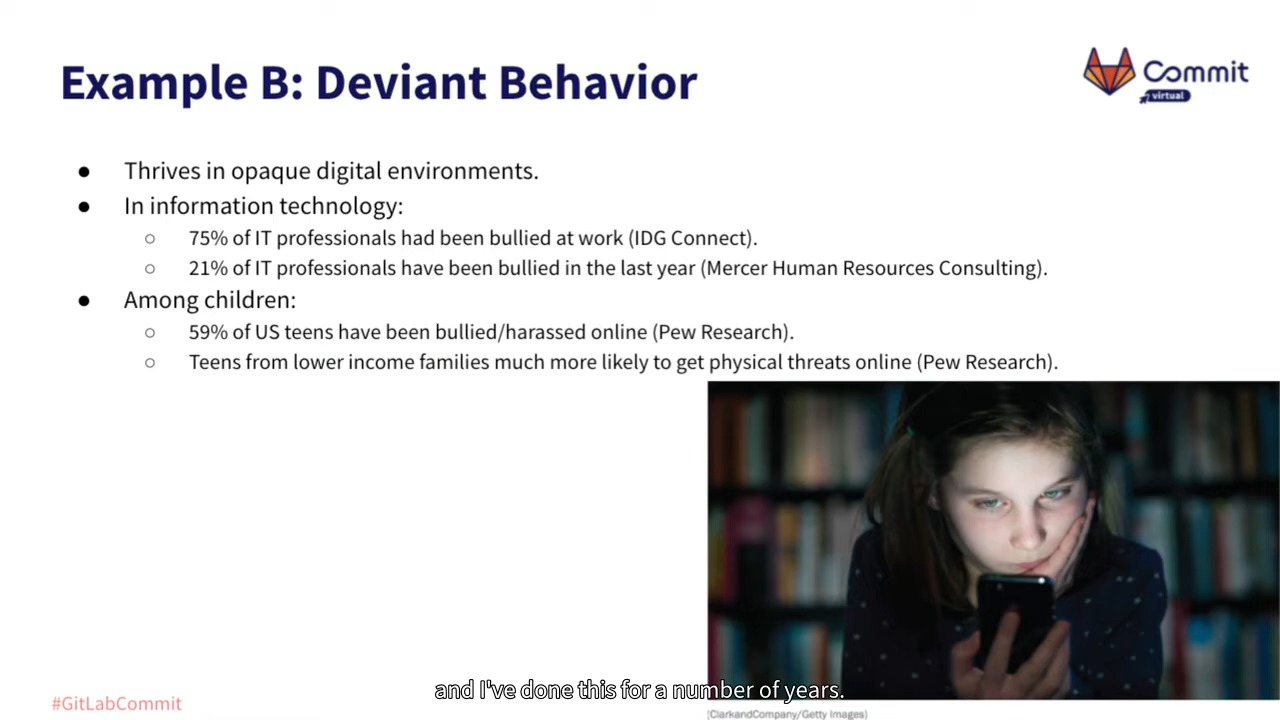 Example B: Deviant Behavior
Commit
virtual
● Thrives in opaque digital environments.
● In information technology:
○ 75% of IT professionals had been bullied at work (IDG Connect).
○ 21% of IT professionals have been bullied in the last year (Mercer Human Resources Consulting).
● Among children:
○ 59% of US teens have been bullied/harassed online (Pew Research).
○ Teens from lower income families much more likely to get physical threats online (Pew Research).
and I've done this for a number of years.
#GitLabCommit
(ClarkandCompany/Getty Images)